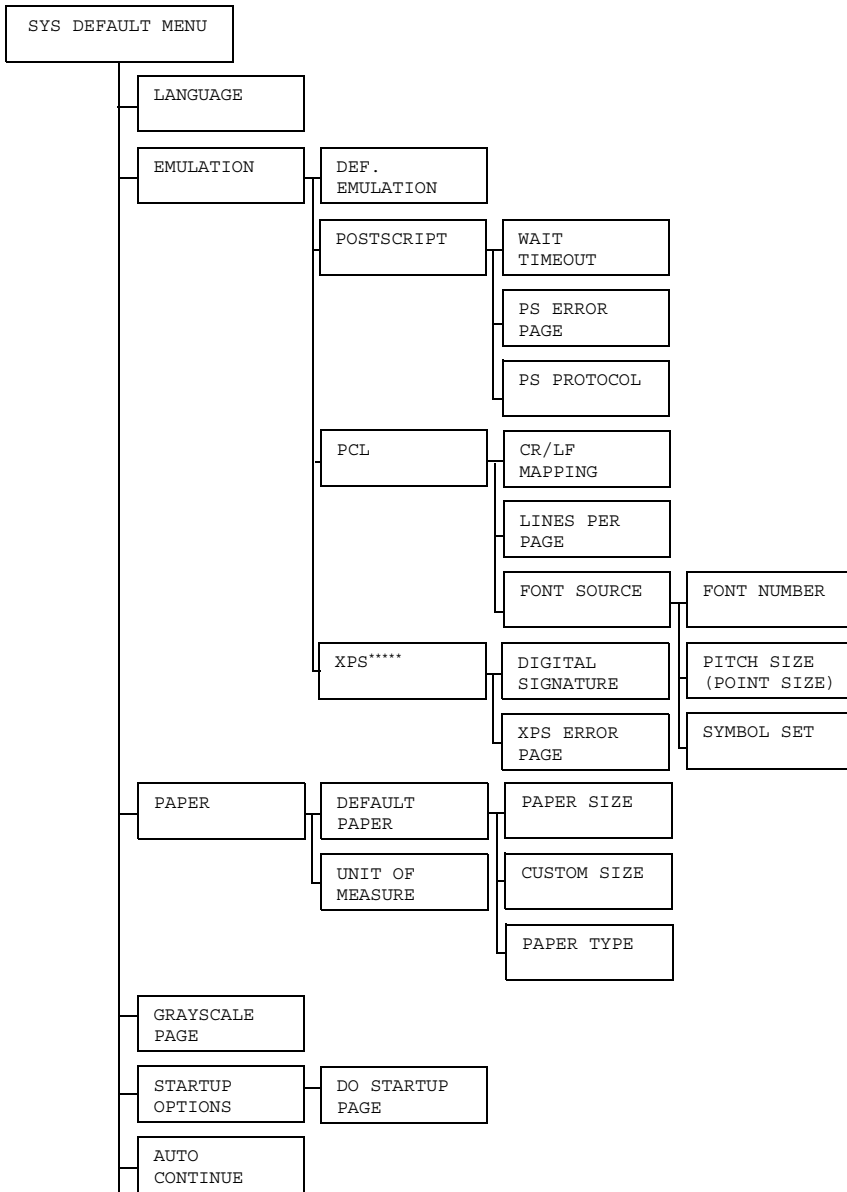 SYS DEFAULT MENU
LANGUAGE
EMULATION
DEF.
EMULATION
POSTSCRIPT
WAIT
TIMEOUT
PS ERROR
PAGE
PS PROTOCOL
PCL
CR/LF
MAPPING
LINES PER
PAGE
FONT SOURCE
FONT NUMBER
PITCH SIZE
(POINT SIZE)
SYMBOL SET
XPS*****
DIGITAL
SIGNATURE
XPS ERROR
PAGE
PAPER
DEFAULT
PAPER
PAPER SIZE
CUSTOM SIZE
PAPER TYPE
UNIT OF
MEASURE
GRAYSCALE
PAGE
STARTUP
OPTIONS
DO STARTUP
PAGE
AUTO
CONTINUE